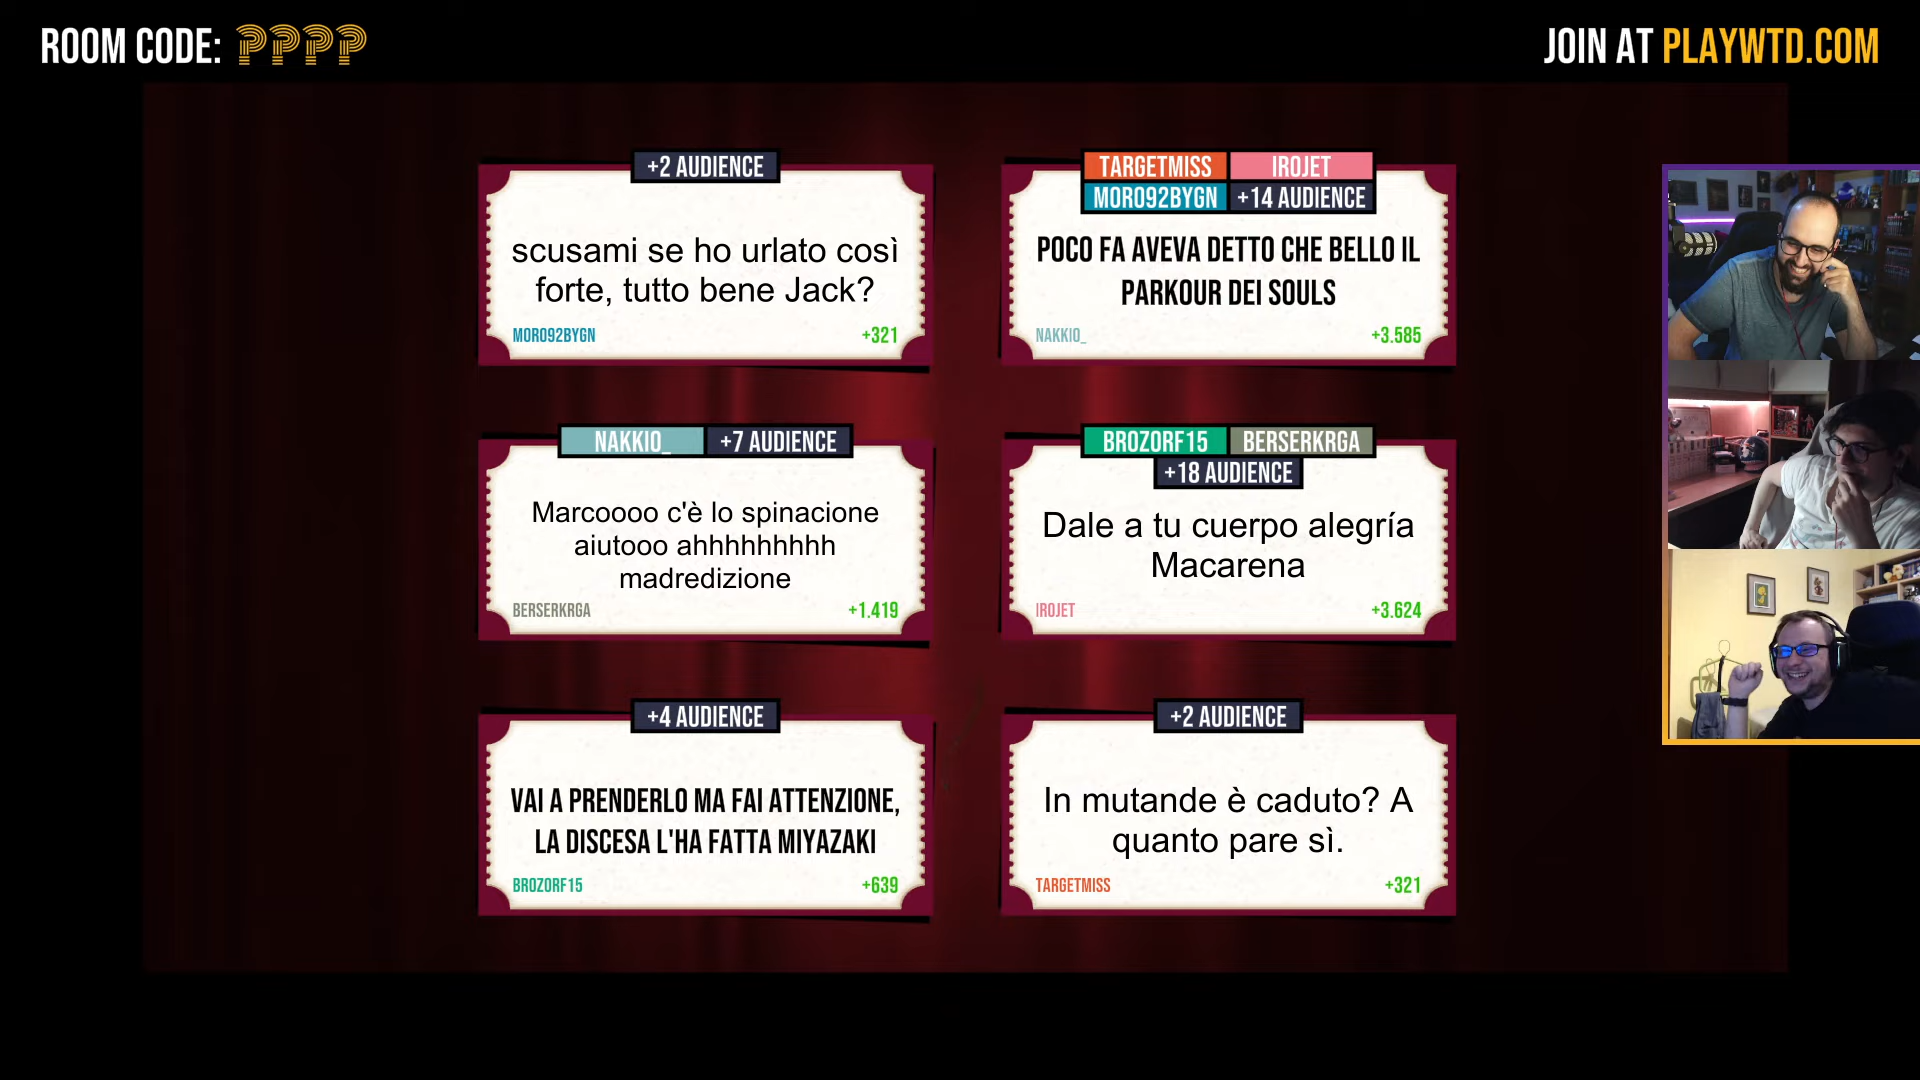 ROOM CODE: ????
JOIN AT PLAYWTD.COM
+2 AUDIENCE
scusami se ho urlato così
forte, tutto bene Jack?
MORO92BYGN +321
TARGETMISS IROJET
MORO92BYGN +14 AUDIENCE
POCO FA AVEVA DETTO CHE BELLO IL
PARKOUR DEI SOULS
NAKKIO_ +3.585
NAKKIO_ +7 AUDIENCE
Marcoooo c'è lo spinacione
aiutooo ahhhhhhhhh
madredizione
BERSERKRGA +1.419
BROZORF15 BERSERKRGA
+18 AUDIENCE
Dale a tu cuerpo alegría
Macarena
IROJET +3.624
+4 AUDIENCE
VAI A PRENDERLO MA FAI ATTENZIONE,
LA DISCESA L'HA FATTA MIYAZAKI
BROZORF15 +639
+2 AUDIENCE
In mutande è caduto? A
quanto pare sì.
TARGETMISS +321